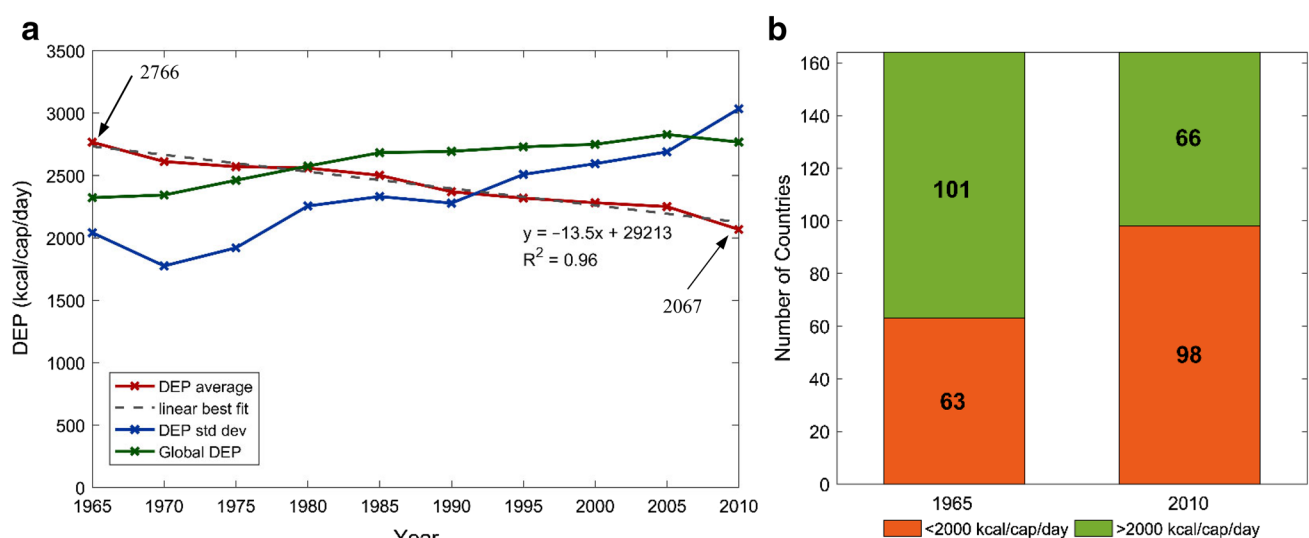 a
3500
3000
2500
2000
1500
1000
500
0
DEP (kcal/cap/day)
2766
y = −13.5x + 29213
R² = 0.96
2067
DEP average
linear best fit
DEP std dev
Global DEP
1965 1970 1975 1980 1985 1990 1995 2000 2005 2010
Year
b
160
140
120
100
80
60
40
20
0
Number of Countries
101
63
66
98
1965 2010
<2000 kcal/cap/day >2000 kcal/cap/day